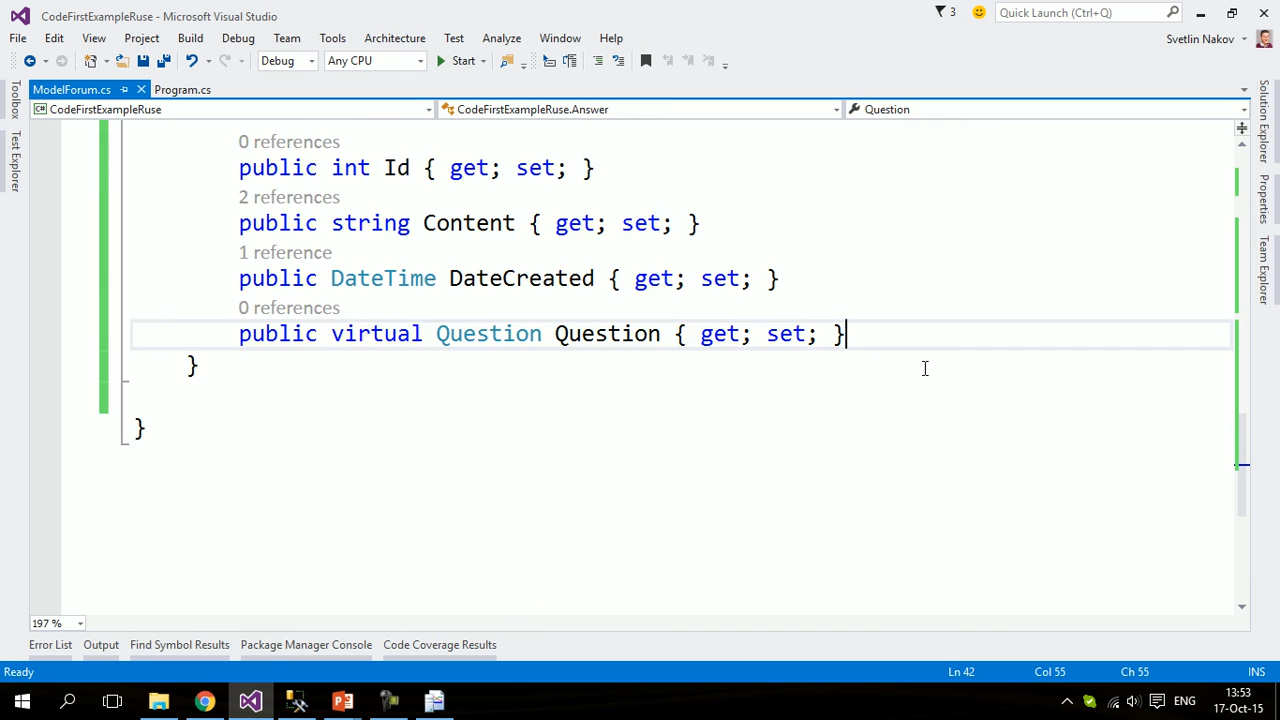 CodeFirstExampleRuse - Microsoft Visual Studio
3
Quick Launch (Ctrl+Q)
File Edit View Project Build Debug Team Tools Architecture Test Analyze Window Help
Svetlin Nakov
Debug Any CPU Start
ModelForum.cs Program.cs
CodeFirstExampleRuse CodeFirstExampleRuse.Answer Question
Toolbox
Test Explorer
Solution Explorer
Properties
Team Explorer
0 references
public int Id { get; set; }
2 references
public string Content { get; set; }
1 reference
public DateTime DateCreated { get; set; }
0 references
public virtual Question Question { get; set; }
}
}
197 %
Error List Output Find Symbol Results Package Manager Console Code Coverage Results
Ready Ln 42 Col 55 Ch 55 INS
ENG
13:53
17-Oct-15